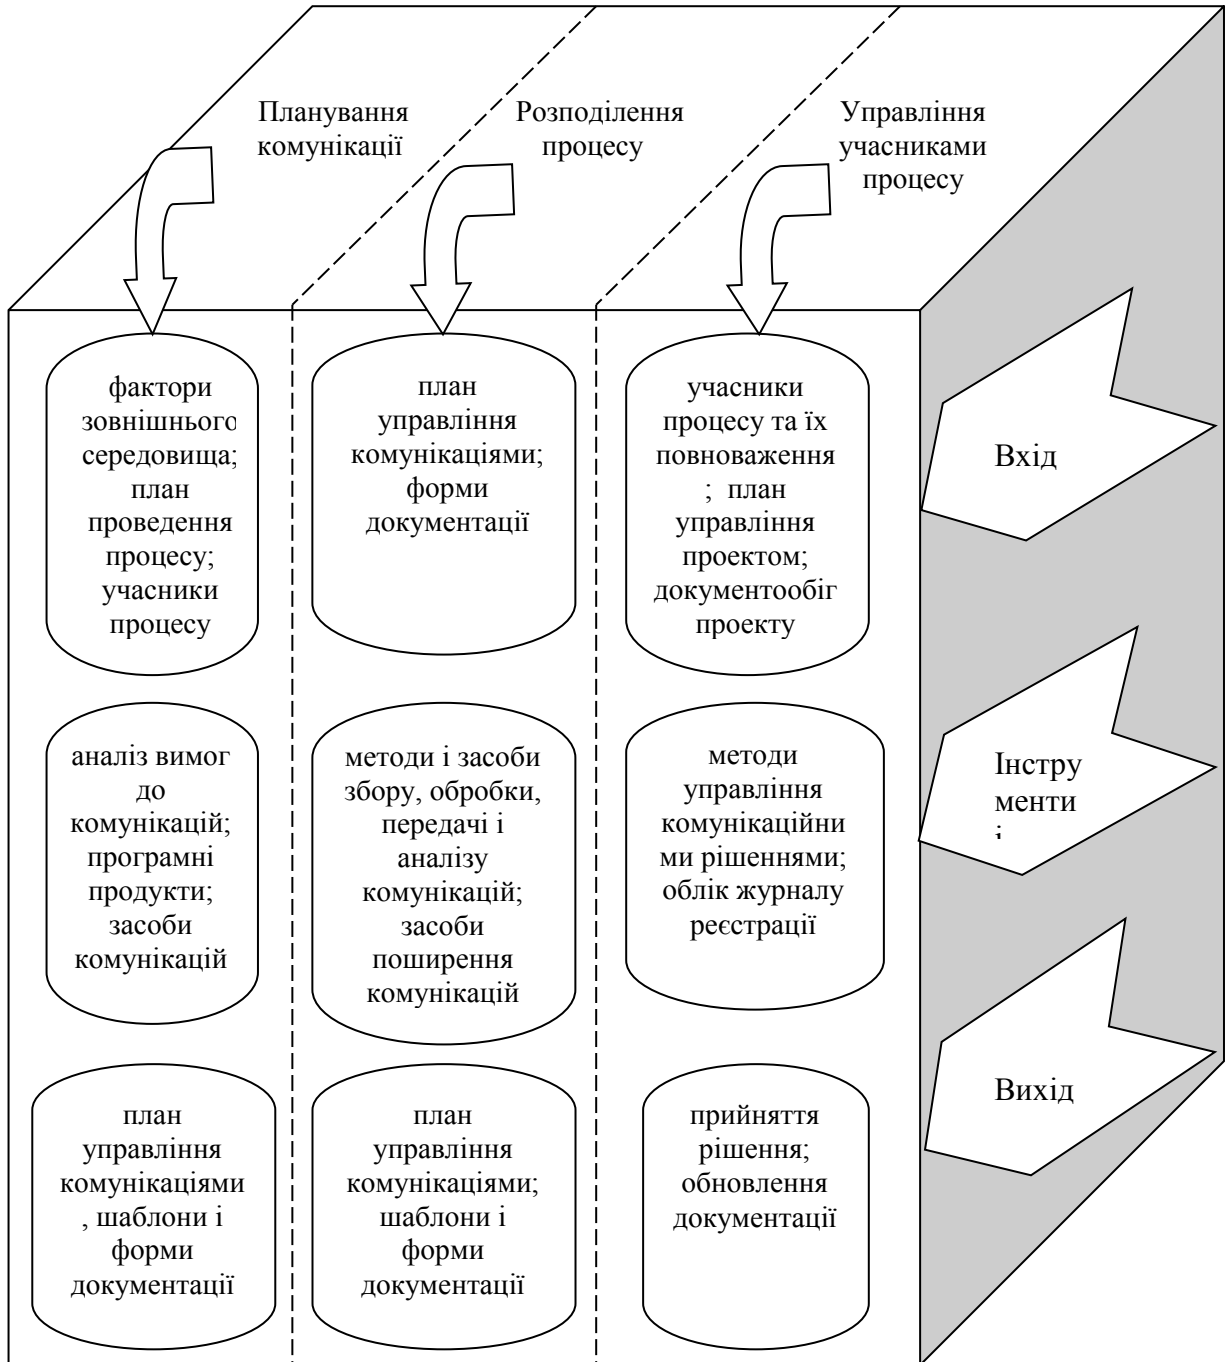 Планування
комунікації
Розподілення
процесу
Управління
учасниками
процесу
фактори
зовнішнього
середовища;
план
проведення
процесу;
учасники
процесу
план
управління
комунікаціями;
форми
документації
учасники
процесу та їх
повноваження
; план
управління
проектом;
документообіг
проекту
Вхід
аналіз вимог
до
комунікацій;
програмні
продукти;
засоби
комунікацій
методи і засоби
збору, обробки,
передачі і
аналізу
комунікацій;
засоби
поширення
комунікацій
методи
управління
комунікаційни
ми рішеннями;
облік журналу
реєстрації
Інстру
менти
і
план
управління
комунікаціями
, шаблони і
форми
документації
план
управління
комунікаціями;
шаблони і
форми
документації
прийняття
рішення;
обновлення
документації
Вихід